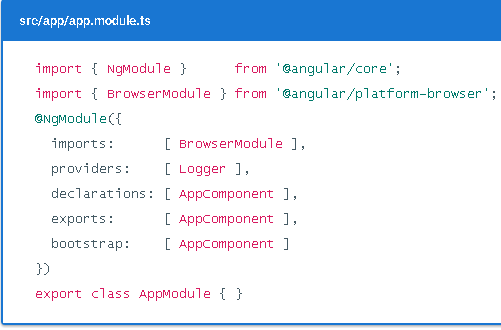 src/app/app.module.ts
import { NgModule }      from '@angular/core';
import { BrowserModule } from '@angular/platform-browser';
@NgModule({
  imports:      [ BrowserModule ],
  providers:    [ Logger ],
  declarations: [ AppComponent ],
  exports:      [ AppComponent ],
  bootstrap:    [ AppComponent ]
})
export class AppModule { }